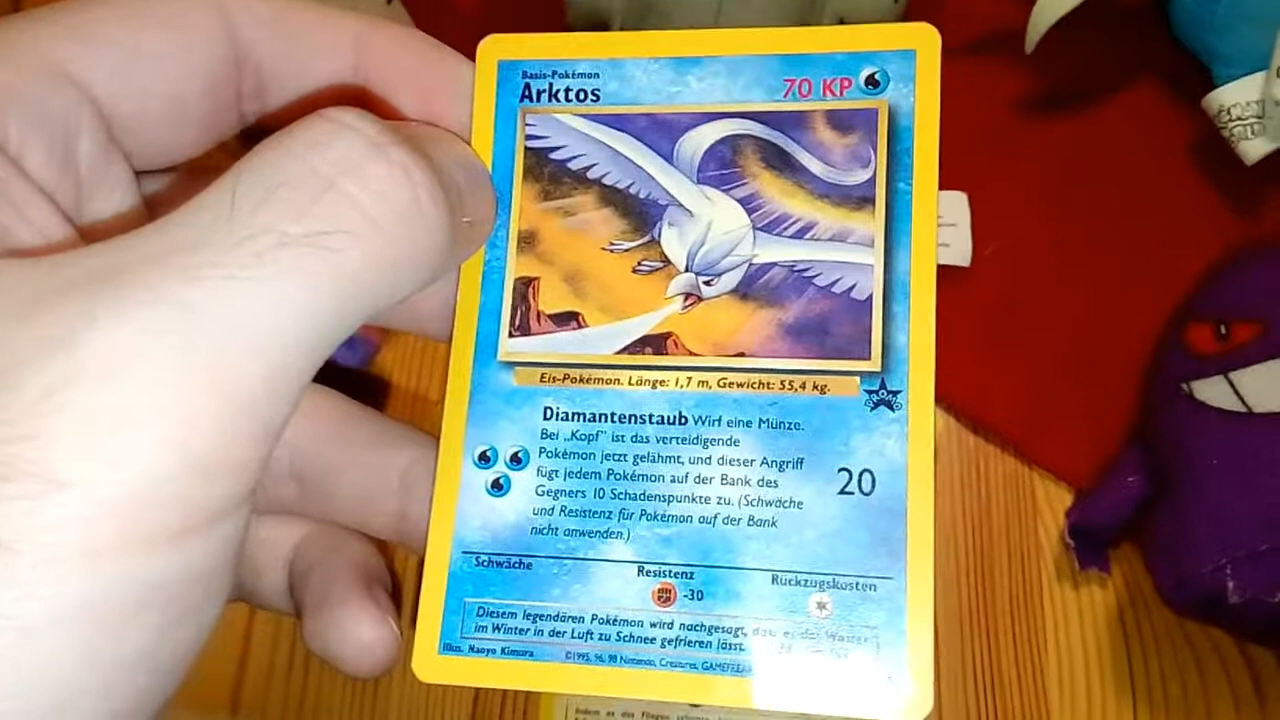 Basis-Pokémon
Arktos
70 KP
Eis-Pokémon. Länge: 1,7 m, Gewicht: 55,4 kg.
PROMO
Diamantenstaub Wirf eine Münze.
Bei „Kopf" ist das verteidigende
Pokémon jetzt gelähmt, und dieser Angriff
fügt jedem Pokémon auf der Bank des
Gegners 10 Schadenspunkte zu. (Schwäche
und Resistenz für Pokémon auf der Bank
nicht anwenden.)
20
Schwäche
Resistenz
Rückzugskosten
-30
Diesem legendären Pokémon wird nachgesagt, daß es das Wasser
im Winter in der Luft zu Schnee gefrieren lässt.
Illus. Naoyo Kimura
©1995, 96, 98 Nintendo, Creatures, GAMEFREAK